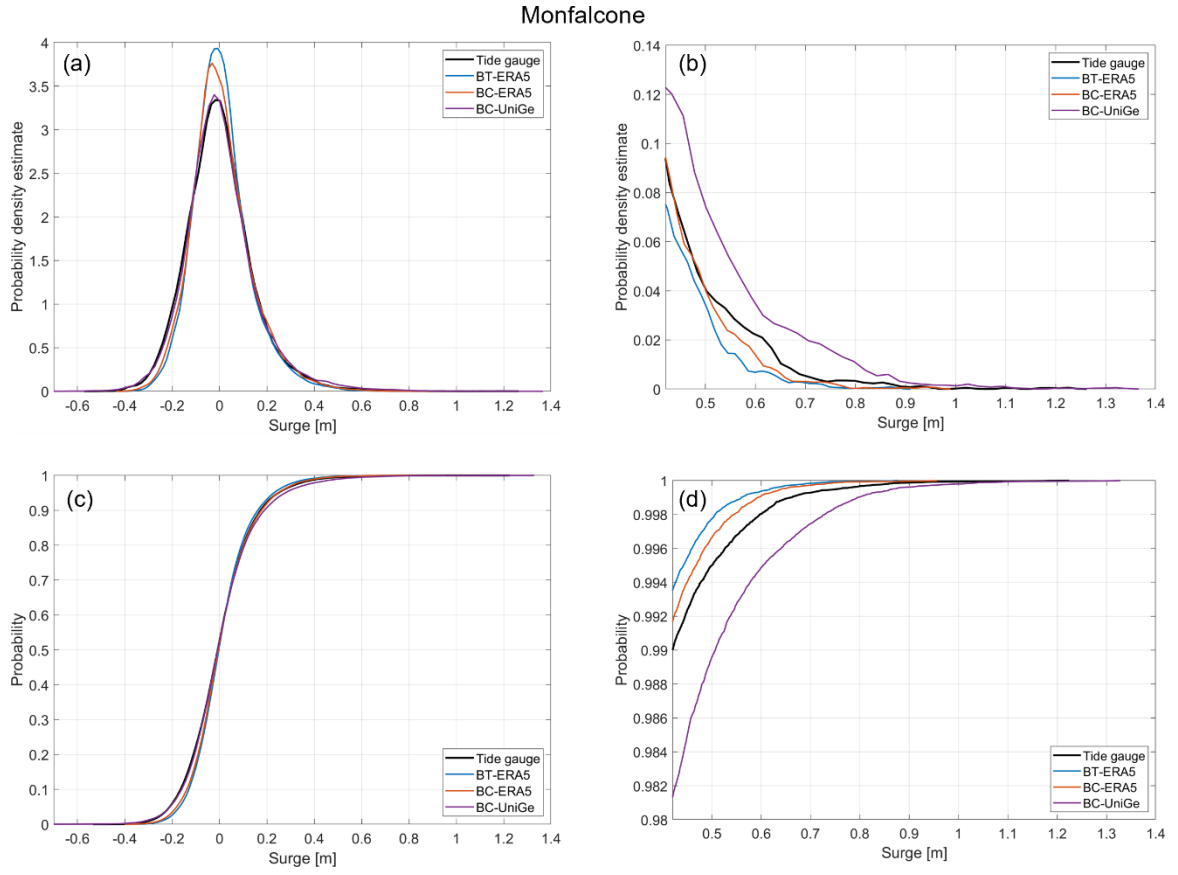 Monfalcone
(a)
Tide gauge
BT-ERA5
BC-ERA5
BC-UniGe
Probability density estimate
4
3.5
3
2.5
2
1.5
1
0.5
0
-0.6 -0.4 -0.2 0 0.2 0.4 0.6 0.8 1 1.2 1.4
Surge [m]
(b)
Tide gauge
BT-ERA5
BC-ERA5
BC-UniGe
Probability density estimate
0.14
0.12
0.1
0.08
0.06
0.04
0.02
0
0.5 0.6 0.7 0.8 0.9 1 1.1 1.2 1.3 1.4
Surge [m]
(c)
Probability
1
0.9
0.8
0.7
0.6
0.5
0.4
0.3
0.2
0.1
0
Tide gauge
BT-ERA5
BC-ERA5
BC-UniGe
-0.6 -0.4 -0.2 0 0.2 0.4 0.6 0.8 1 1.2 1.4
Surge [m]
(d)
Probability
1
0.998
0.996
0.994
0.992
0.99
0.988
0.986
0.984
0.982
0.98
Tide gauge
BT-ERA5
BC-ERA5
BC-UniGe
0.5 0.6 0.7 0.8 0.9 1 1.1 1.2 1.3 1.4
Surge [m]